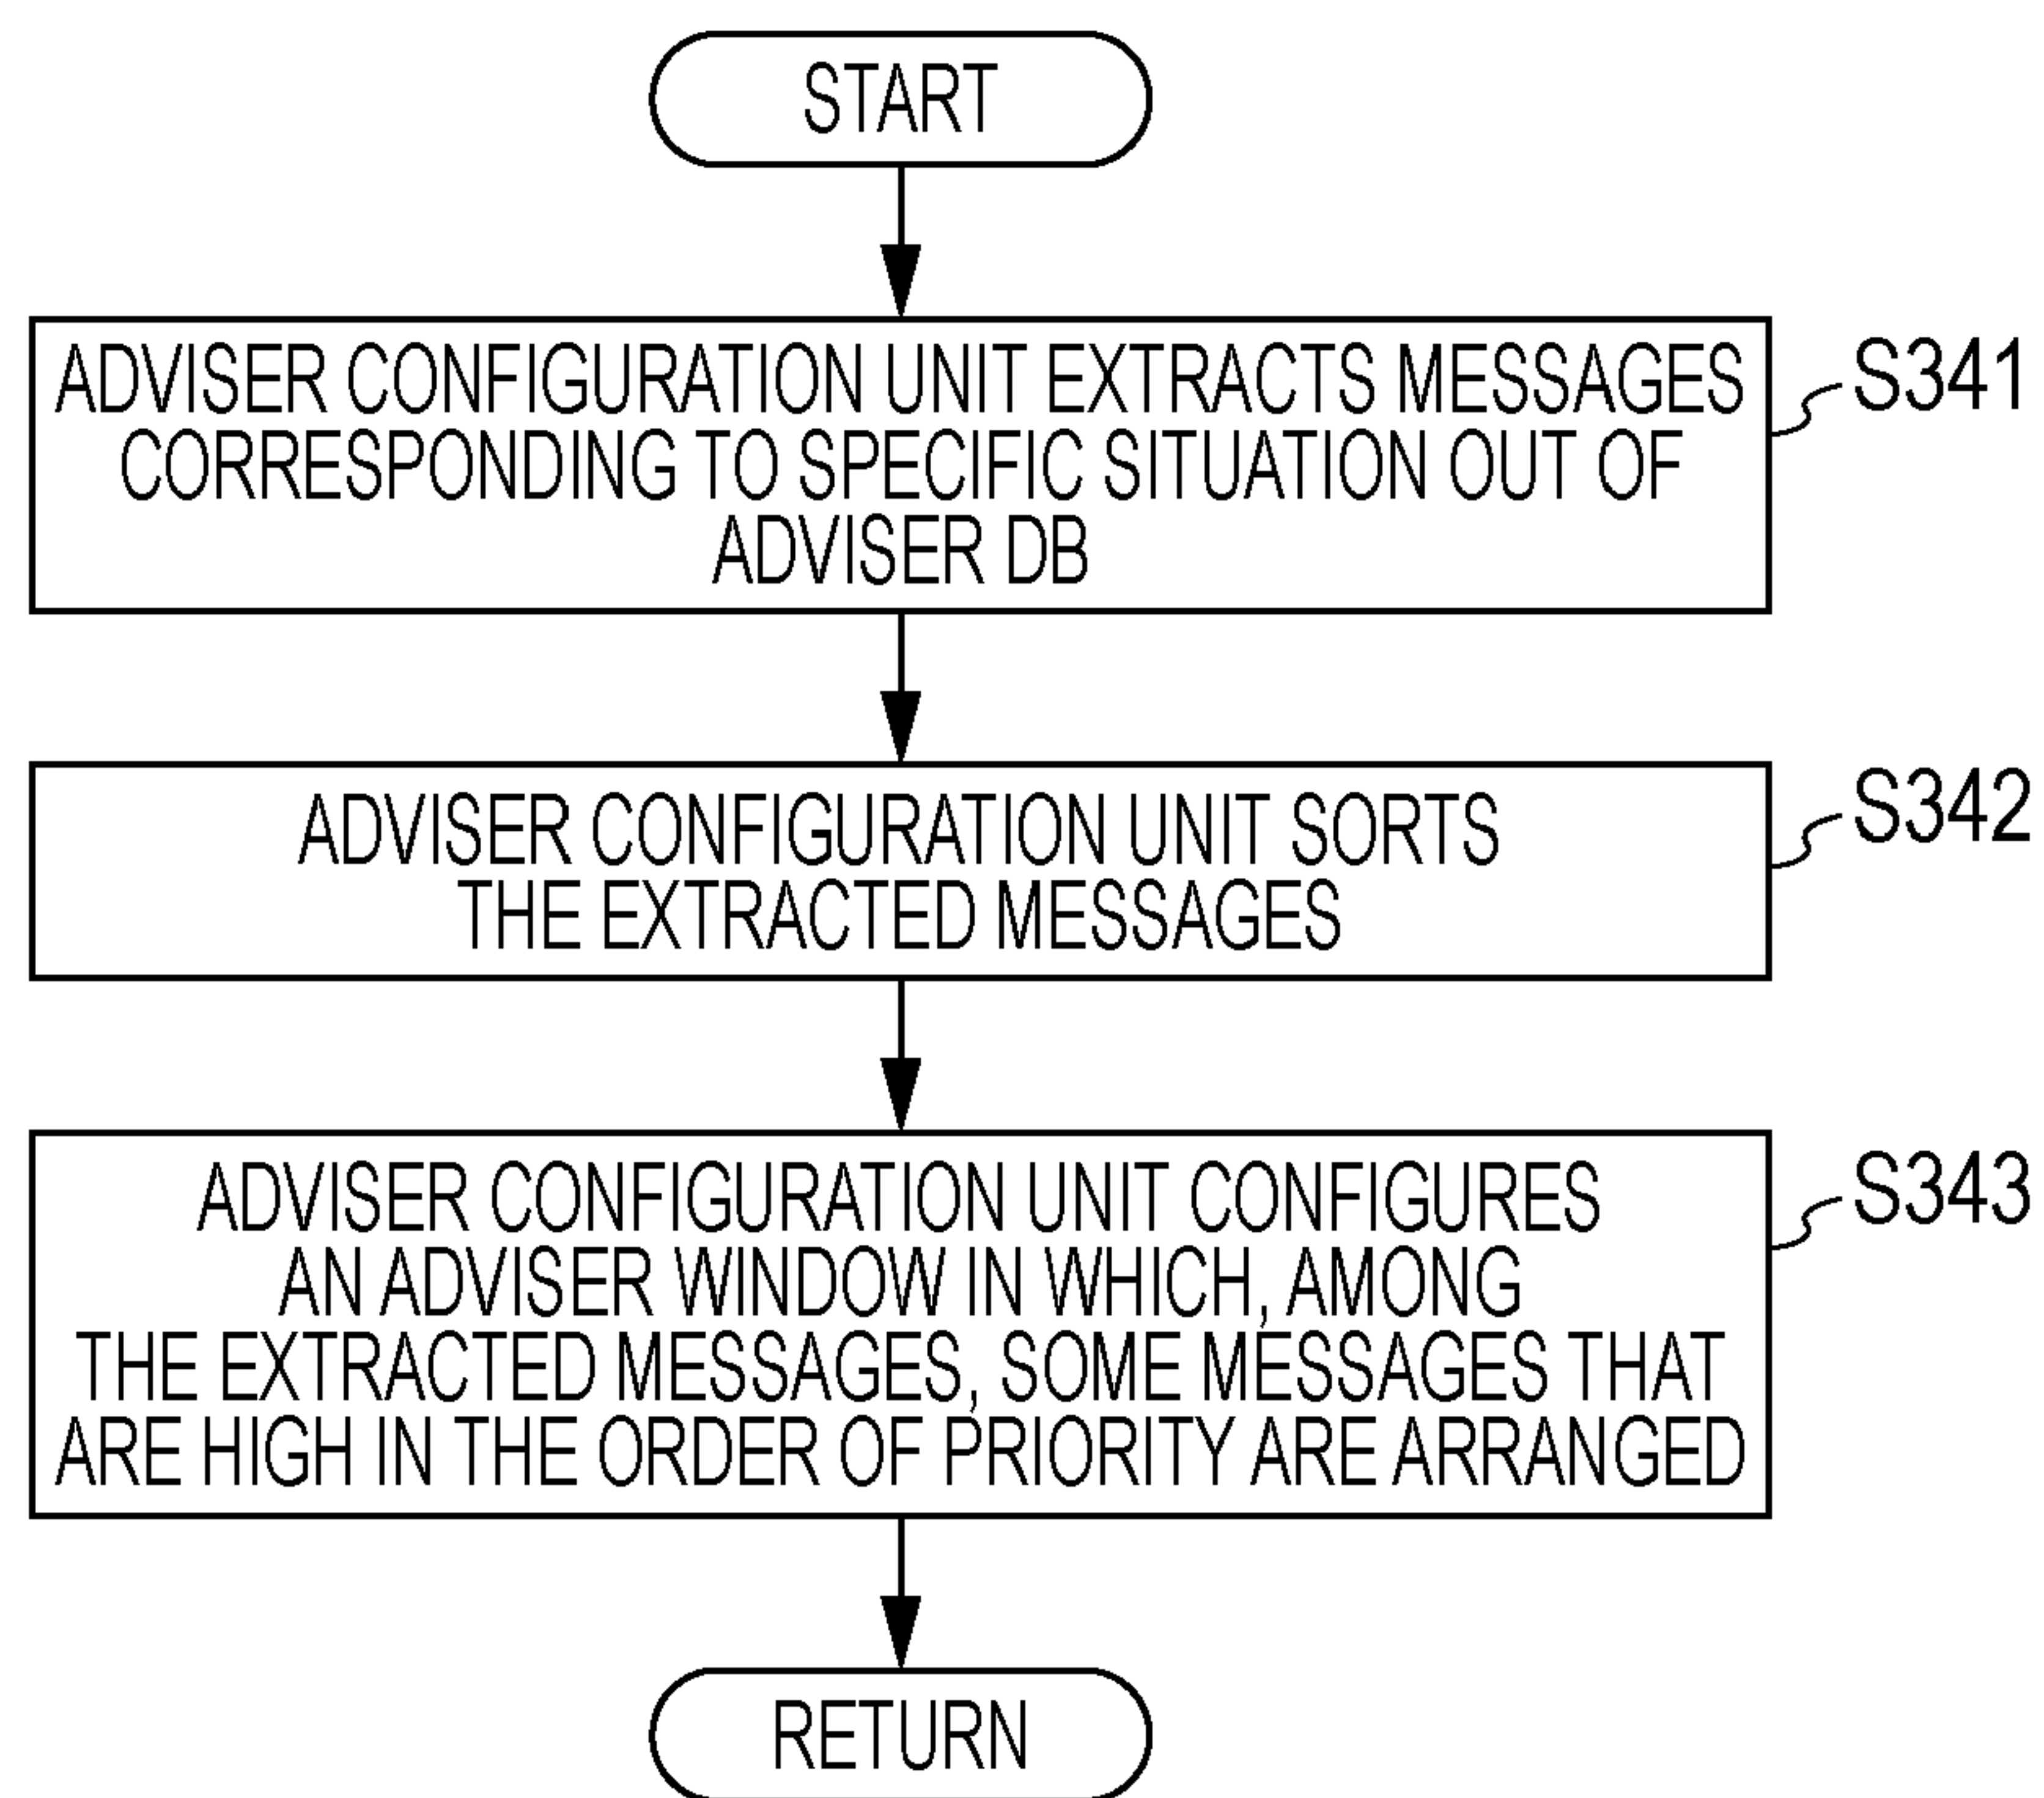 START
ADVISER CONFIGURATION UNIT EXTRACTS MESSAGES
CORRESPONDING TO SPECIFIC SITUATION OUT OF
ADVISER DB
S341
ADVISER CONFIGURATION UNIT SORTS
THE EXTRACTED MESSAGES
S342
ADVISER CONFIGURATION UNIT CONFIGURES
AN ADVISER WINDOW IN WHICH, AMONG
THE EXTRACTED MESSAGES, SOME MESSAGES THAT
ARE HIGH IN THE ORDER OF PRIORITY ARE ARRANGED
S343
RETURN